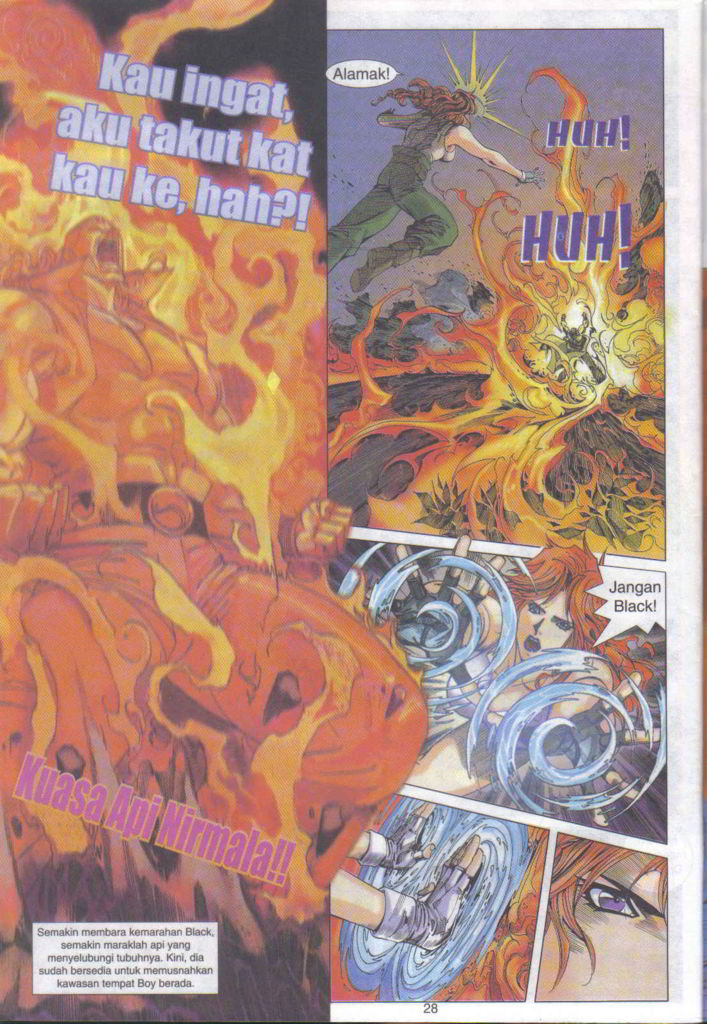 Kau ingat,
aku takut kat
kau ke, hah?!
Kuasa Api Nirmala!!
Semakin membara kemarahan Black,
semakin maraklah api yang
menyelubungi tubuhnya. Kini, dia
sudah bersedia untuk memusnahkan
kawasan tempat Boy berada.
Alamak!
HUH!
HUH!
Jangan
Black!
28